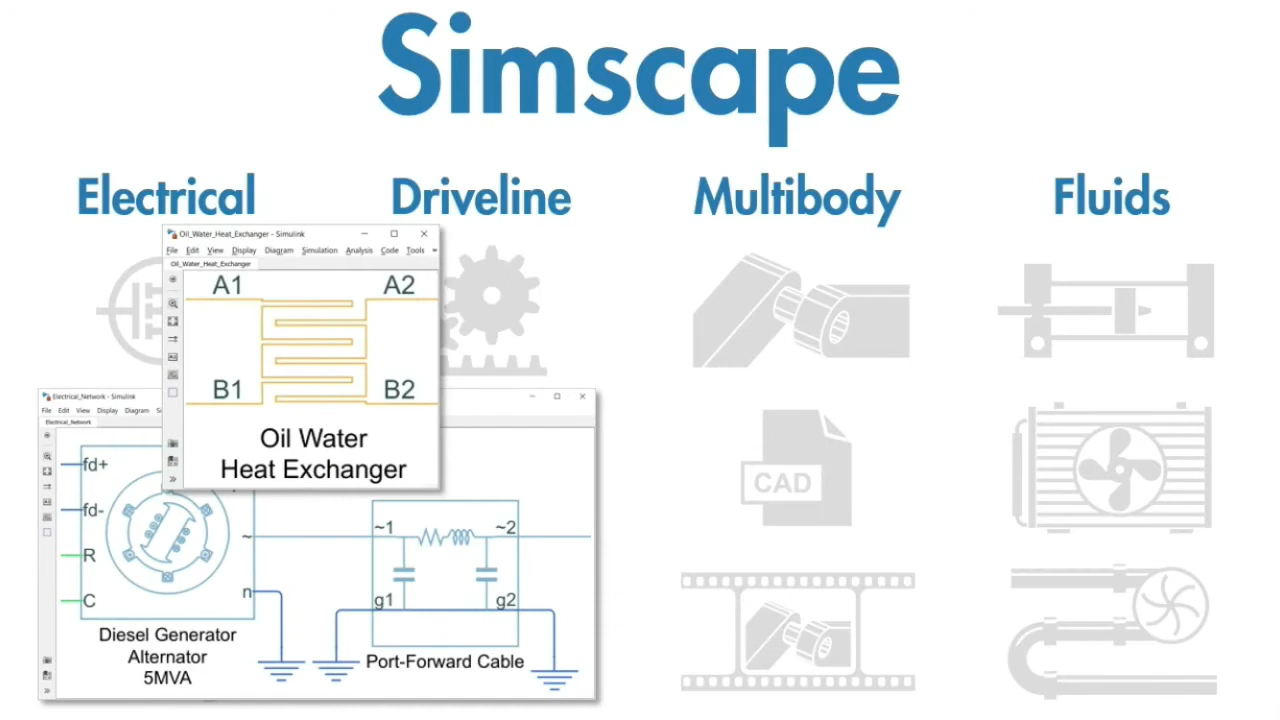 Simscape
Electrical
Driveline
Multibody
Fluids
Oil_Water_Heat_Exchanger - Simulink
File Edit View Display Diagram Simulation Analysis Code Tools »
Oil_Water_Heat_Exchanger
A1
A2
B1
B2
Oil Water
Heat Exchanger
Electrical_Network - Simulink
File Edit View Display Diagram
Electrical_Network
fd+
fd-
R
C
~
n
Diesel Generator
Alternator
5MVA
~1
~2
g1
g2
Port-Forward Cable
CAD